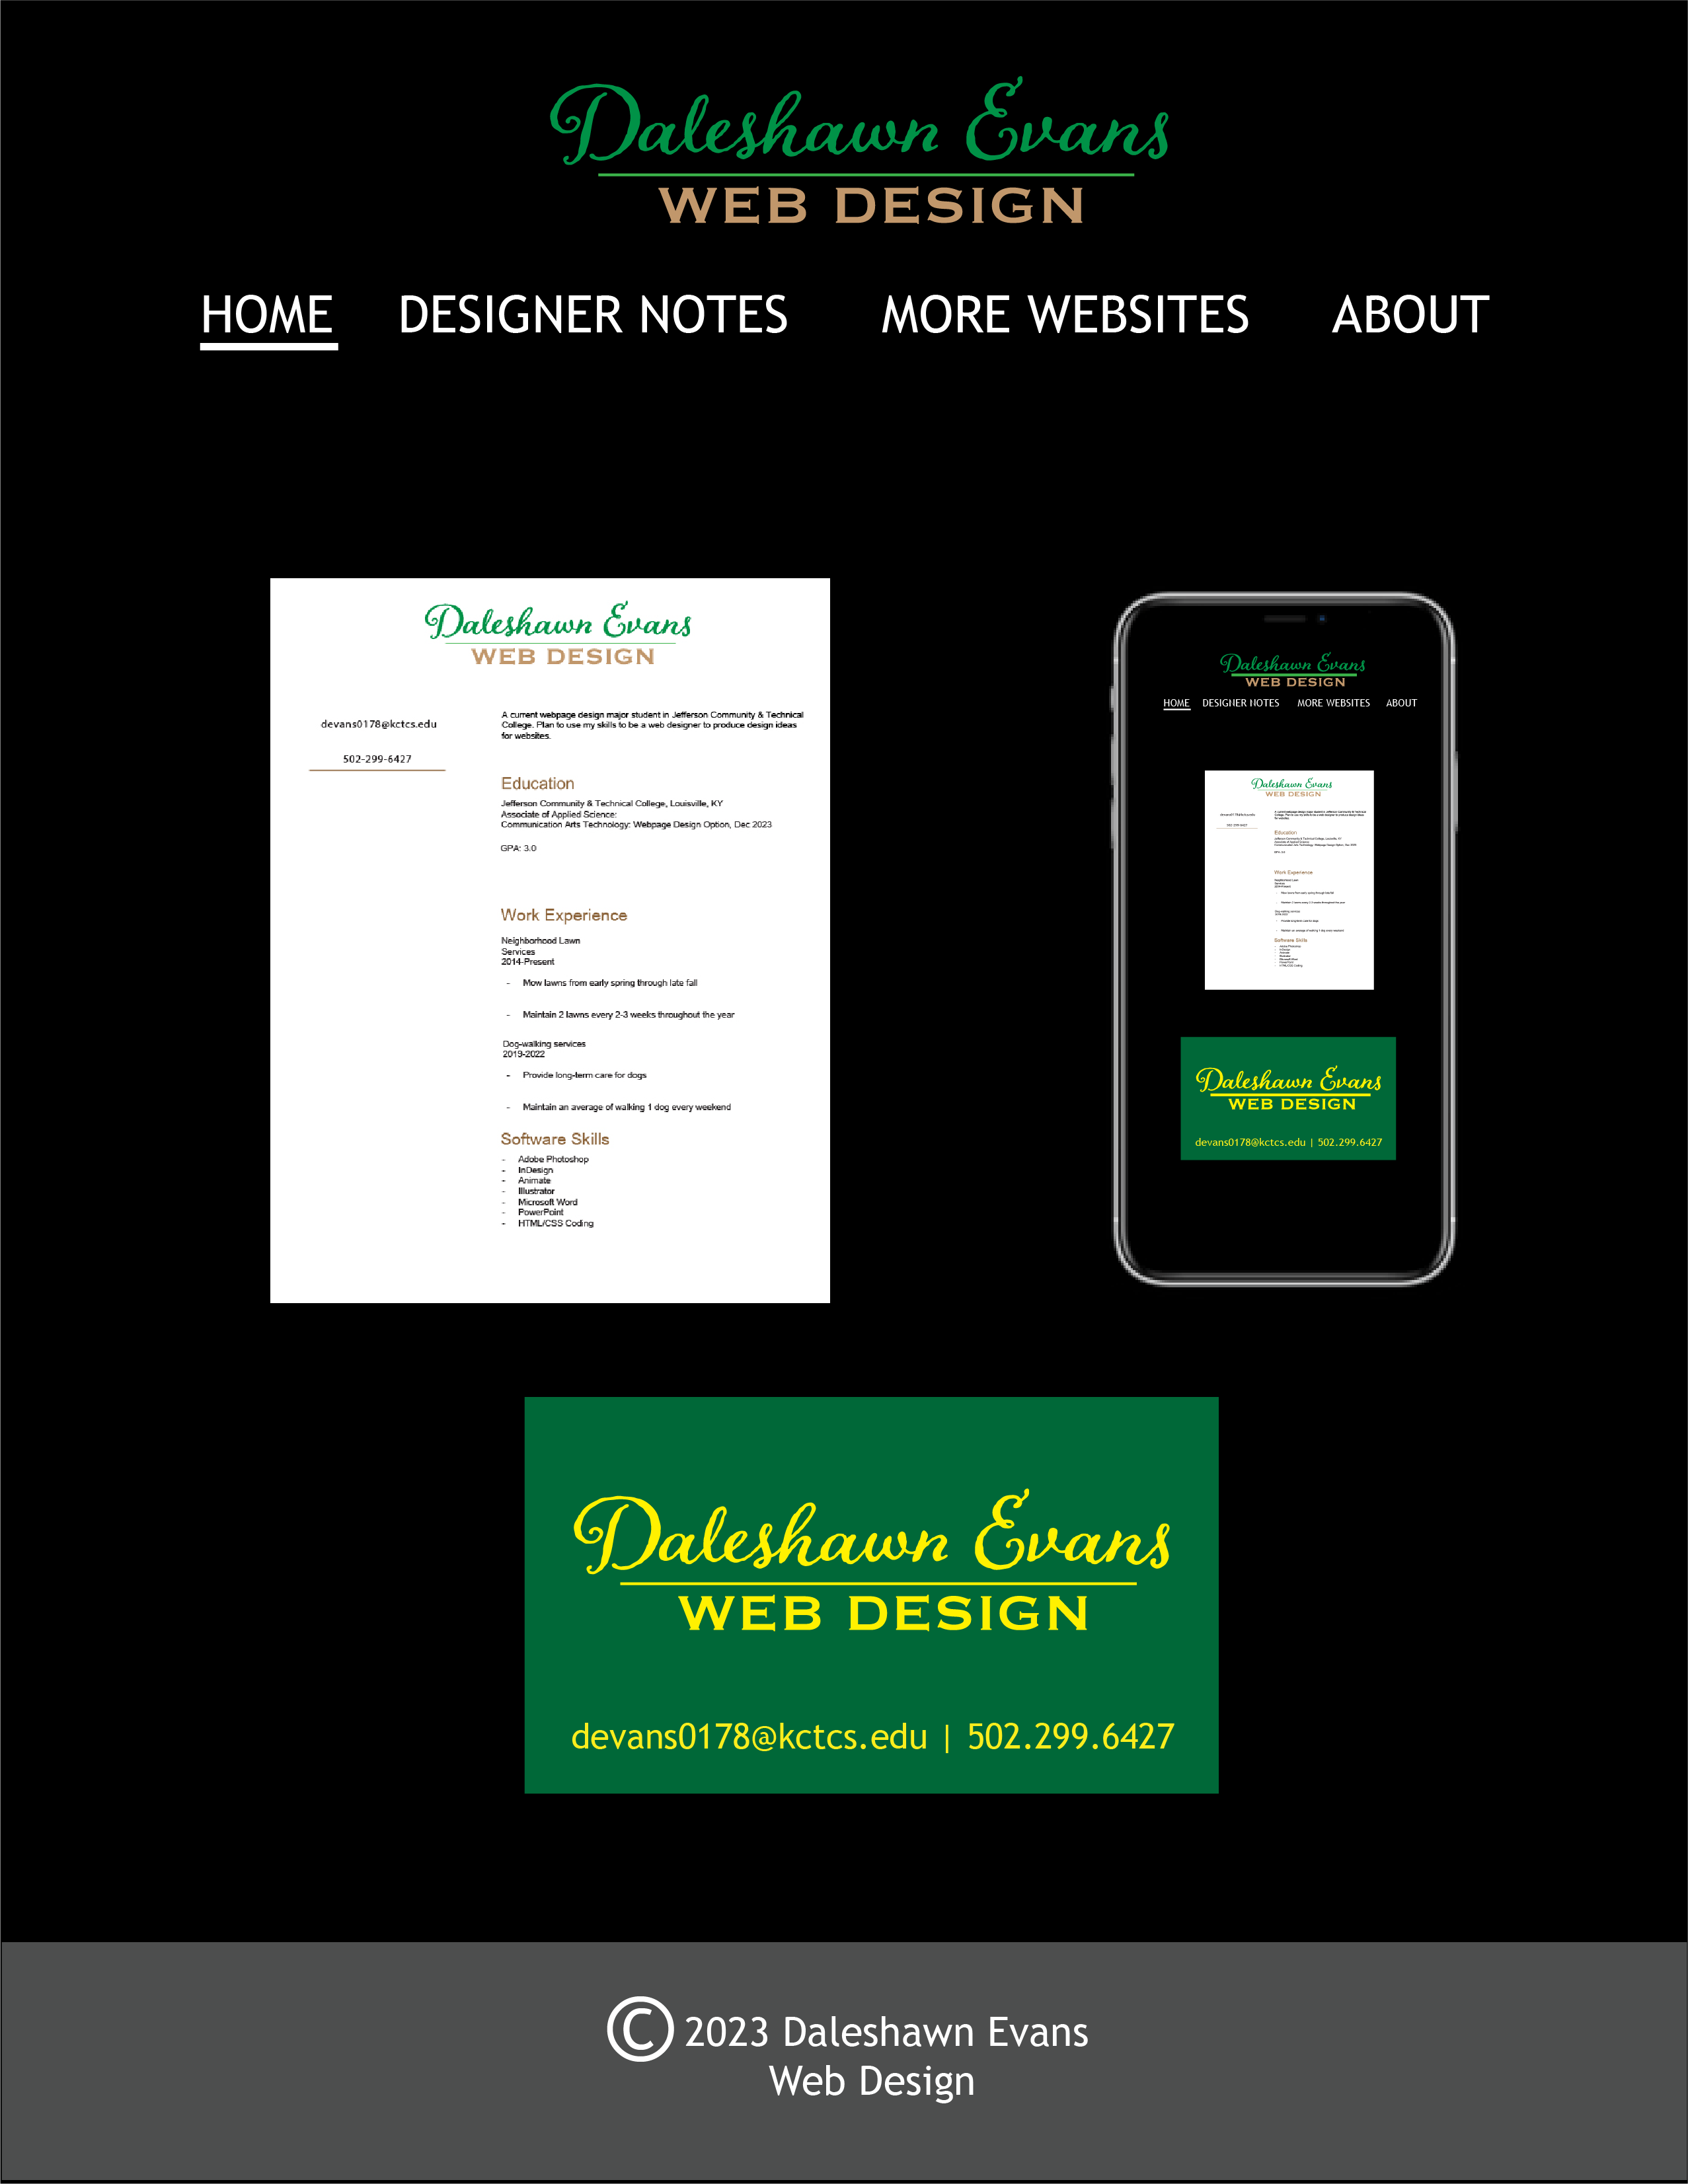 Daleshawn Evans
WEB DESIGN
HOME DESIGNER NOTES MORE WEBSITES ABOUT
Daleshawn Evans
WEB DESIGN
devans0178@kctcs.edu
502-299-6427
A current webpage design major student in Jefferson Community & Technical
College. Plan to use my skills to be a web designer to produce design ideas
for websites.
Education
Jefferson Community & Technical College, Louisville, KY
Associate of Applied Science:
Communication Arts Technology: Webpage Design Option, Dec 2023
GPA: 3.0
Work Experience
Neighborhood Lawn
Services
2014-Present
- Mow lawns from early spring through late fall
- Maintain 2 lawns every 2-3 weeks throughout the year
Dog-walking services
2019-2022
- Provide long-term care for dogs
- Maintain an average of walking 1 dog every weekend
Software Skills
- Adobe Photoshop
- InDesign
- Animate
- Illustrator
- Microsoft Word
- PowerPoint
- HTML/CSS Coding
Daleshawn Evans
WEB DESIGN
HOME DESIGNER NOTES MORE WEBSITES ABOUT
Daleshawn Evans
WEB DESIGN
Education
Work Experience
Software Skills
Daleshawn Evans
WEB DESIGN
devans0178@kctcs.edu | 502.299.6427
Daleshawn Evans
WEB DESIGN
devans0178@kctcs.edu | 502.299.6427
© 2023 Daleshawn Evans
Web Design